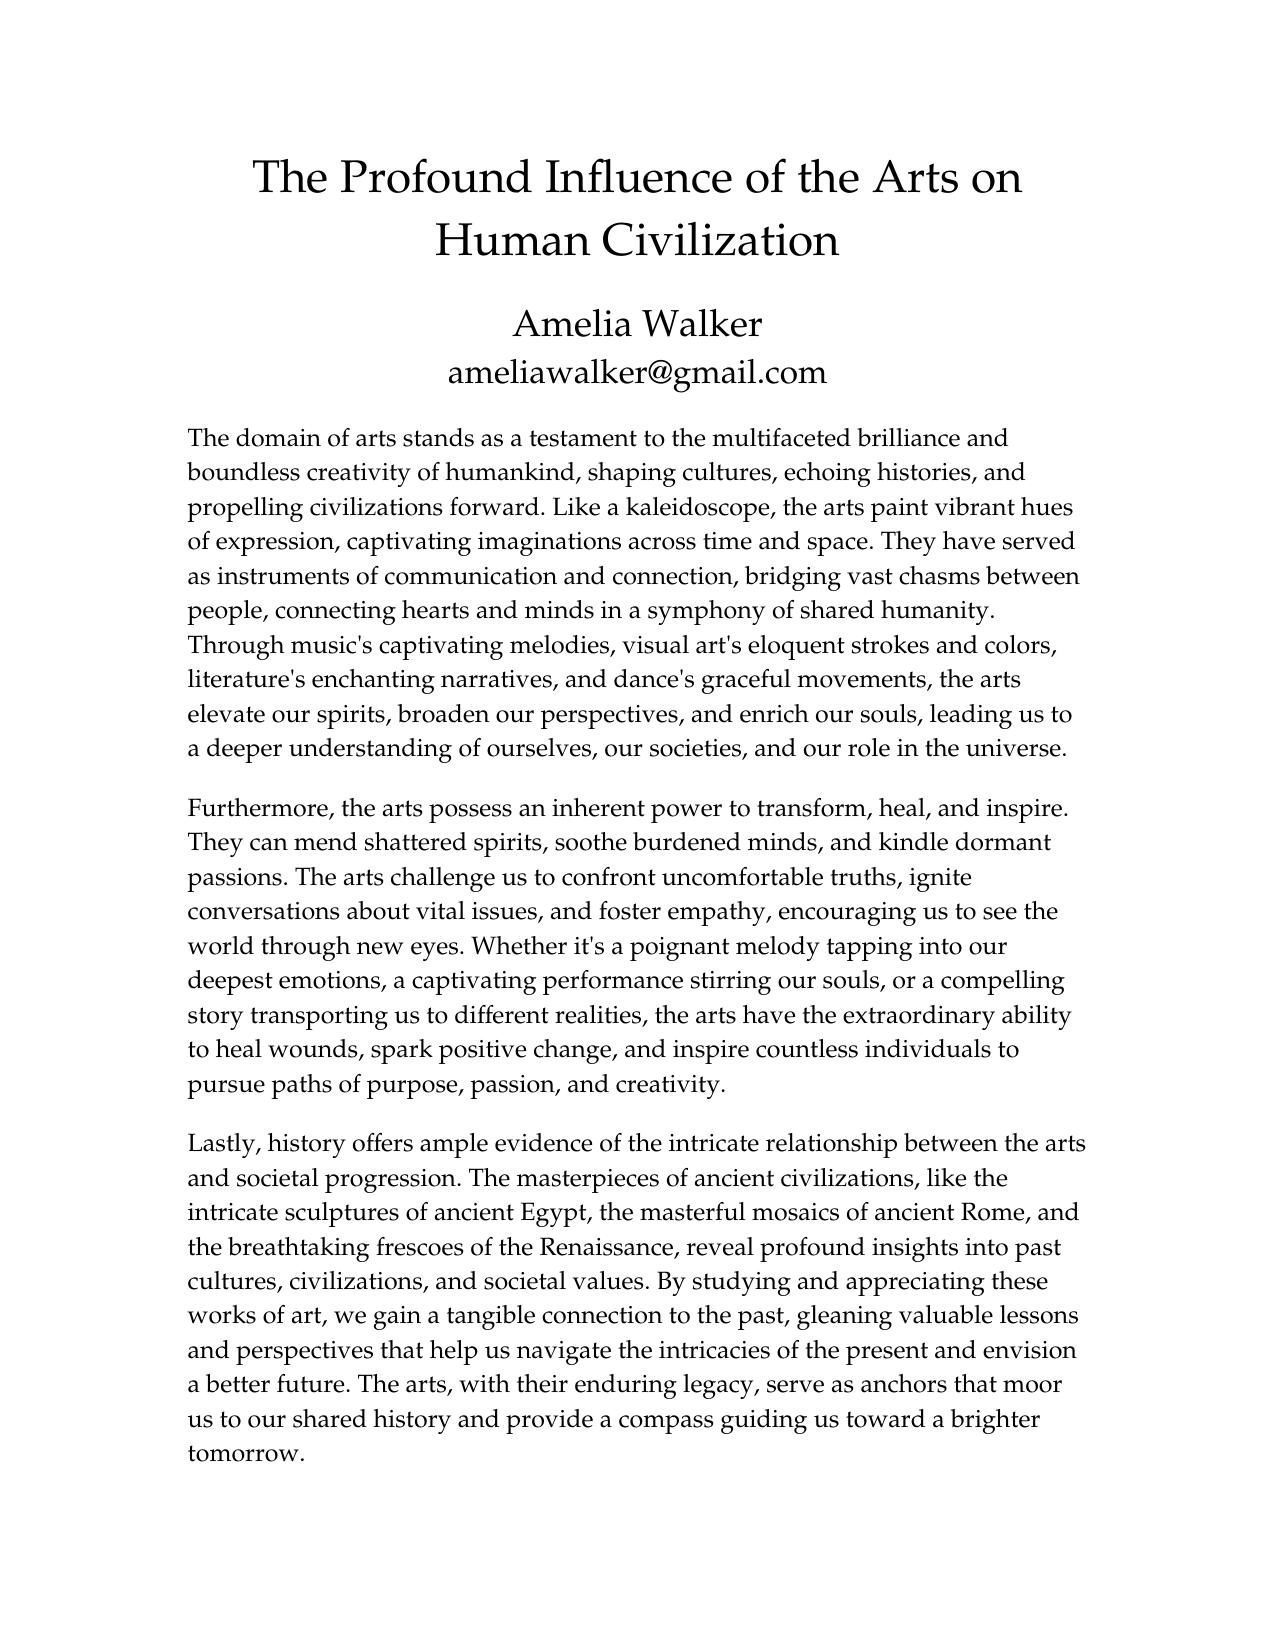 The Profound Influence of the Arts on
Human Civilization
Amelia Walker
ameliawalker@gmail.com
The domain of arts stands as a testament to the multifaceted brilliance and
boundless creativity of humankind, shaping cultures, echoing histories, and
propelling civilizations forward. Like a kaleidoscope, the arts paint vibrant hues
of expression, captivating imaginations across time and space. They have served
as instruments of communication and connection, bridging vast chasms between
people, connecting hearts and minds in a symphony of shared humanity.
Through music's captivating melodies, visual art's eloquent strokes and colors,
literature's enchanting narratives, and dance's graceful movements, the arts
elevate our spirits, broaden our perspectives, and enrich our souls, leading us to
a deeper understanding of ourselves, our societies, and our role in the universe.
Furthermore, the arts possess an inherent power to transform, heal, and inspire.
They can mend shattered spirits, soothe burdened minds, and kindle dormant
passions. The arts challenge us to confront uncomfortable truths, ignite
conversations about vital issues, and foster empathy, encouraging us to see the
world through new eyes. Whether it's a poignant melody tapping into our
deepest emotions, a captivating performance stirring our souls, or a compelling
story transporting us to different realities, the arts have the extraordinary ability
to heal wounds, spark positive change, and inspire countless individuals to
pursue paths of purpose, passion, and creativity.
Lastly, history offers ample evidence of the intricate relationship between the arts
and societal progression. The masterpieces of ancient civilizations, like the
intricate sculptures of ancient Egypt, the masterful mosaics of ancient Rome, and
the breathtaking frescoes of the Renaissance, reveal profound insights into past
cultures, civilizations, and societal values. By studying and appreciating these
works of art, we gain a tangible connection to the past, gleaning valuable lessons
and perspectives that help us navigate the intricacies of the present and envision
a better future. The arts, with their enduring legacy, serve as anchors that moor
us to our shared history and provide a compass guiding us toward a brighter
tomorrow.